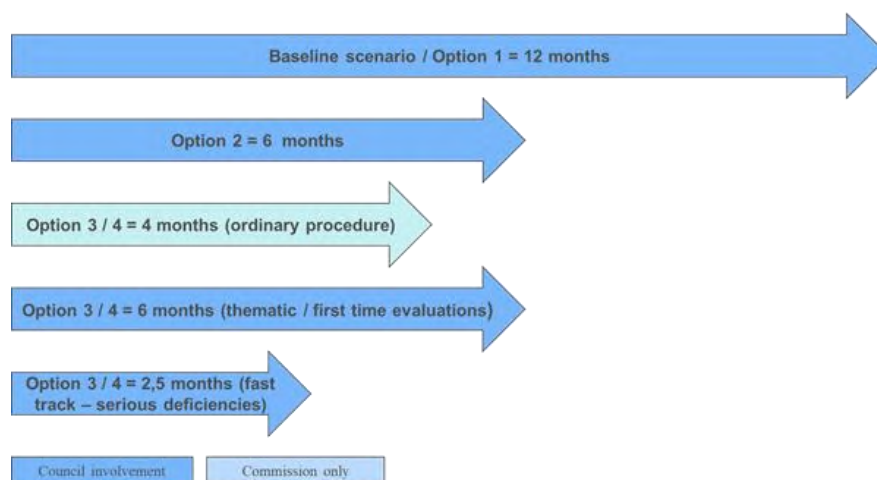 Baseline scenario / Option 1 = 12 months
Option 2 = 6 months
Option 3 / 4 = 4 months (ordinary procedure)
Option 3 / 4 = 6 months (thematic / first time evaluations)
Option 3 / 4 = 2,5 months (fast
track – serious deficiencies)
Council involvement
Commission only